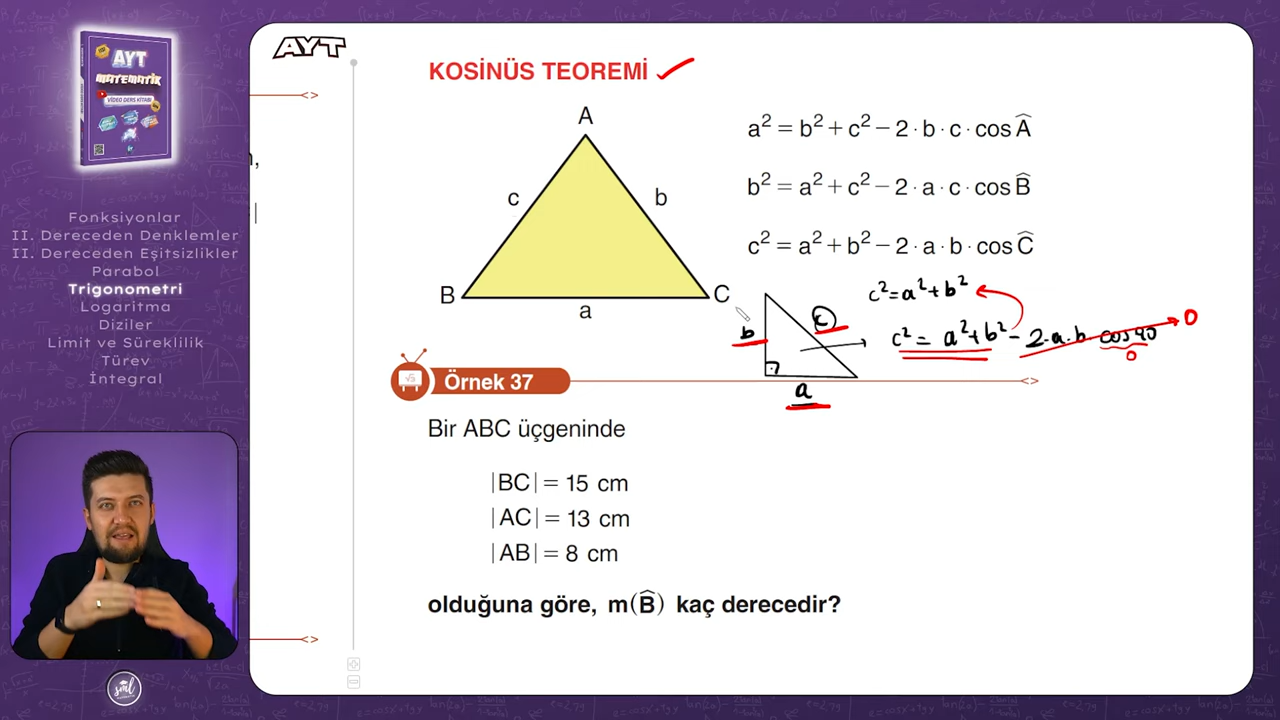 AYT
MATEMATİK
VİDEO DERS KİTABI
Fonksiyonlar
II. Dereceden Denklemler
II. Dereceden Eşitsizlikler
Parabol
Trigonometri
Logaritma
Diziler
Limit ve Süreklilik
Türev
İntegral
sml
AYT
KOSİNÜS TEOREMİ
A
c
b
B
C
a
a² = b² + c² − 2 · b · c · cos Â
b² = a² + c² − 2 · a · c · cos B̂
c² = a² + b² − 2 · a · b · cos Ĉ
c² = a² + b²
b
c
a
c² = a² + b² − 2·a·b cos 90
0
0
Örnek 37
Bir ABC üçgeninde
|BC| = 15 cm
|AC| = 13 cm
|AB| = 8 cm
olduğuna göre, m(B̂) kaç derecedir?